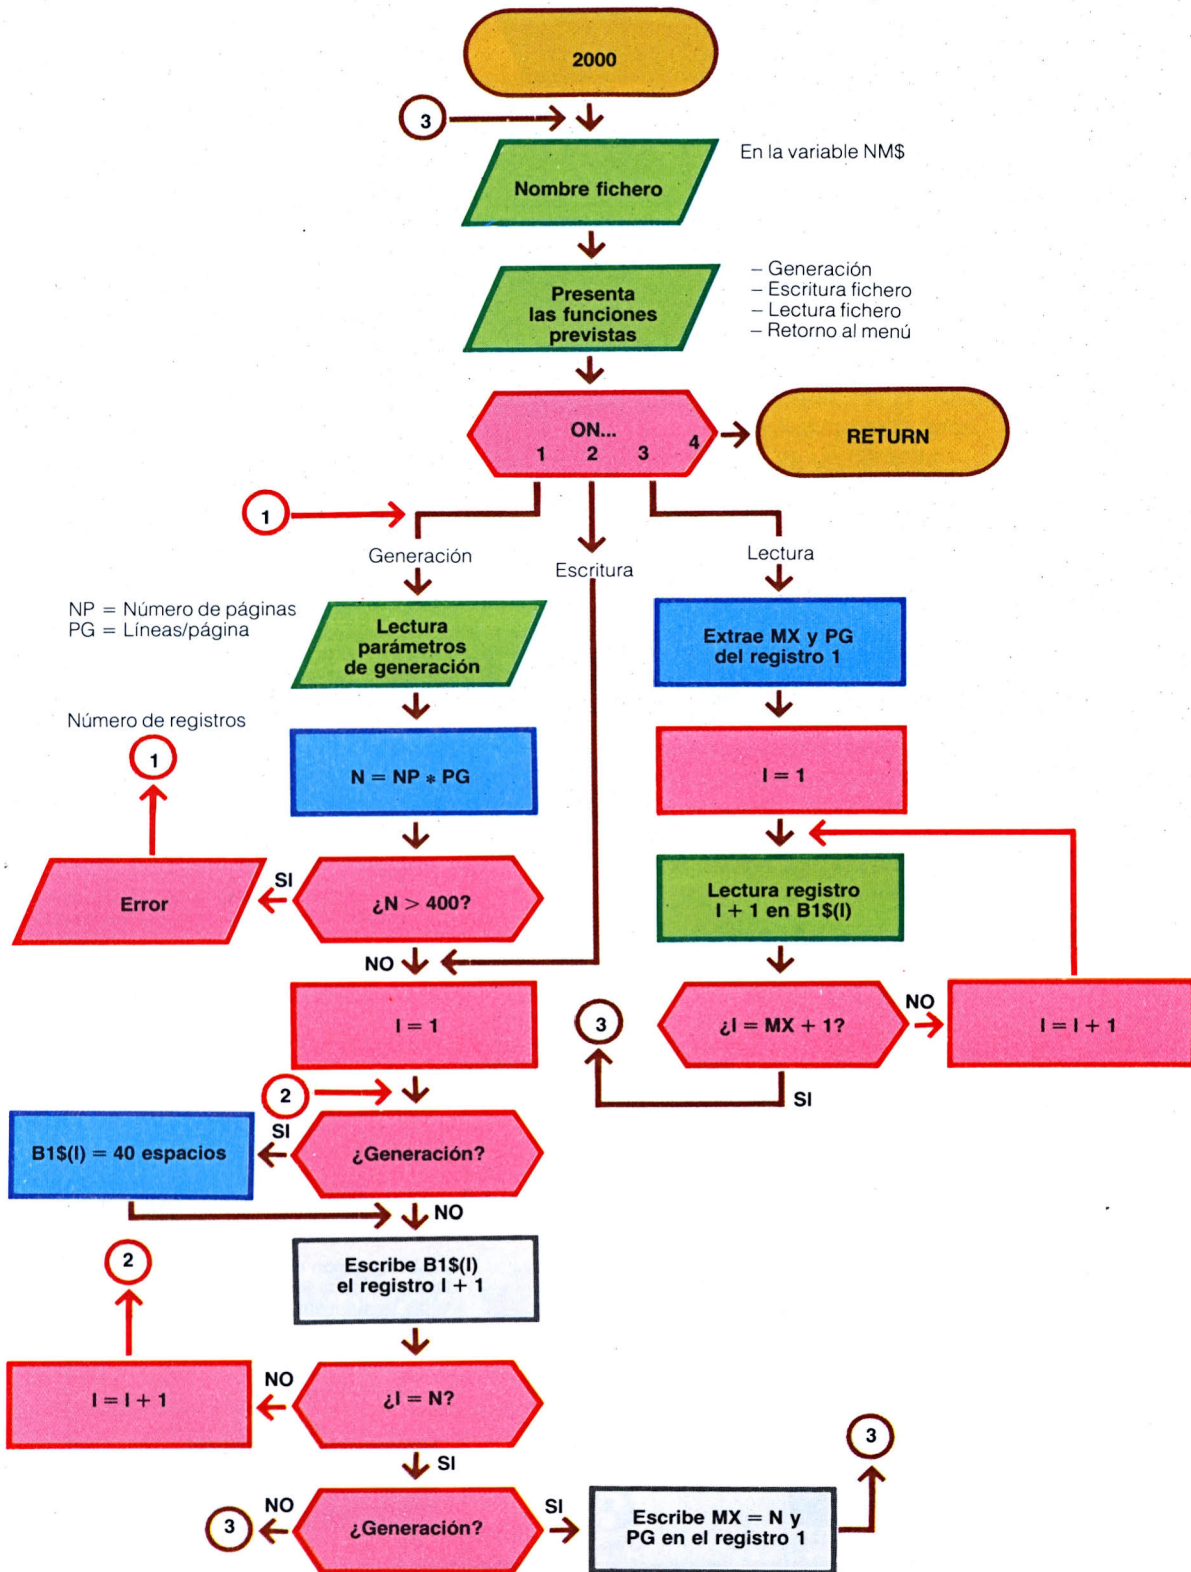 2000
3
En la variable NM$
Nombre fichero
Presenta
las funciones
previstas
– Generación
– Escritura fichero
– Lectura fichero
– Retorno al menú
ON...
1 2 3 4
RETURN
1
Generación
Escritura
Lectura
NP = Número de páginas
PG = Líneas/página
Lectura
parámetros
de generación
Extrae MX y PG
del registro 1
Número de registros
1
N = NP * PG
I = 1
Error
SI
¿N > 400?
Lectura registro
I + 1 en B1$(I)
NO
I = 1
3
¿I = MX + 1?
NO
I = I + 1
SI
2
B1$(I) = 40 espacios
SI
¿Generación?
NO
2
Escribe B1$(I)
el registro I + 1
I = I + 1
NO
¿I = N?
SI
3
3
NO
¿Generación?
SI
Escribe MX = N y
PG en el registro 1